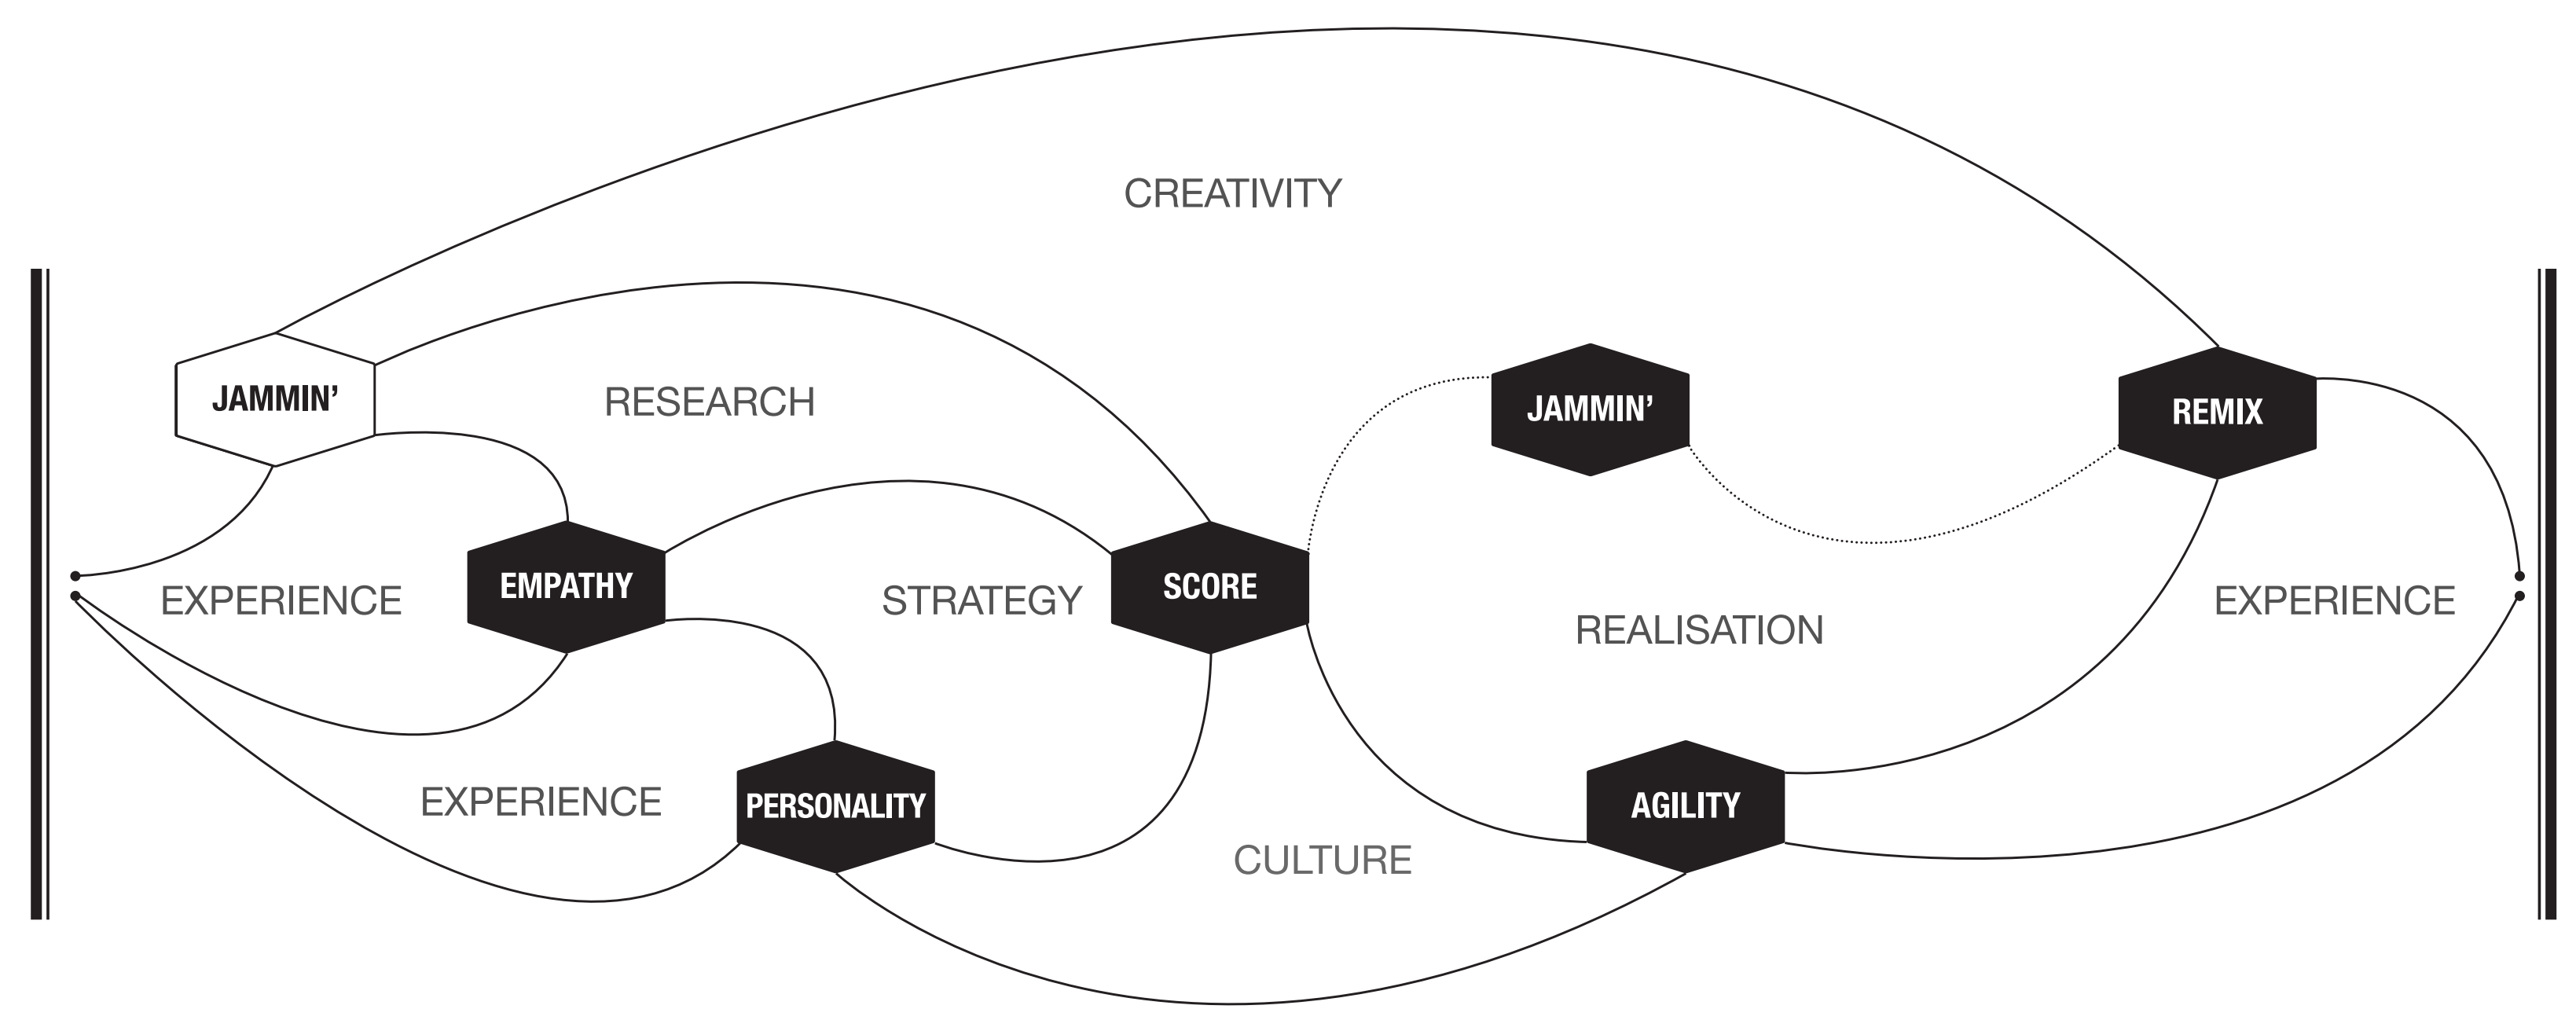 CREATIVITY
JAMMIN’
RESEARCH
JAMMIN’
REMIX
EXPERIENCE
EMPATHY
STRATEGY
SCORE
REALISATION
EXPERIENCE
EXPERIENCE
PERSONALITY
AGILITY
CULTURE